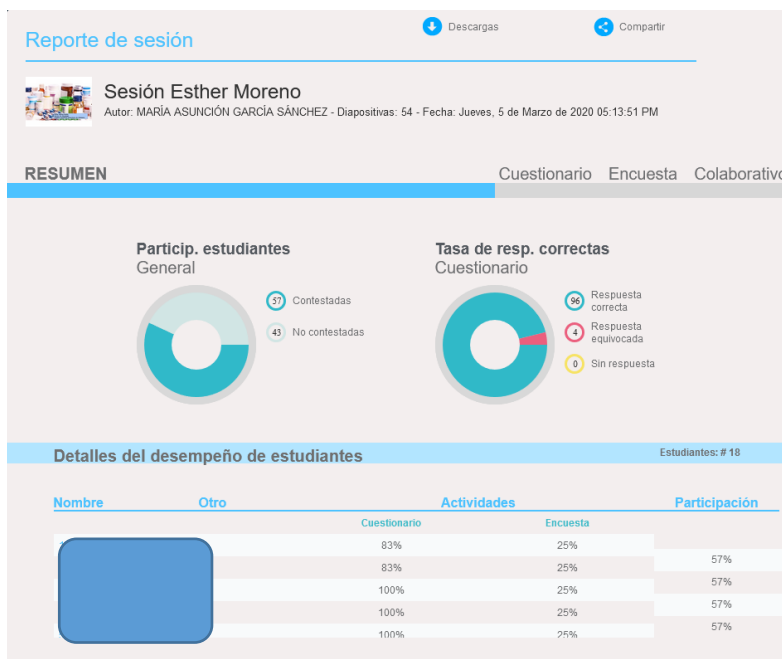 Reporte de sesión
Descargas
Compartir
Sesión Esther Moreno
Autor: MARÍA ASUNCIÓN GARCÍA SÁNCHEZ - Diapositivas: 54 - Fecha: Jueves, 5 de Marzo de 2020 05:13:51 PM
RESUMEN
Cuestionario Encuesta Colaborativo
Particip. estudiantes
General
57 Contestadas
43 No contestadas
Tasa de resp. correctas
Cuestionario
96 Respuesta
correcta
4 Respuesta
equivocada
0 Sin respuesta
Detalles del desempeño de estudiantes
Estudiantes: # 18
Nombre Otro Actividades Participación
Cuestionario Encuesta
83% 25%
57%
83% 25%
57%
100% 25%
57%
100% 25%
57%
100% 25%